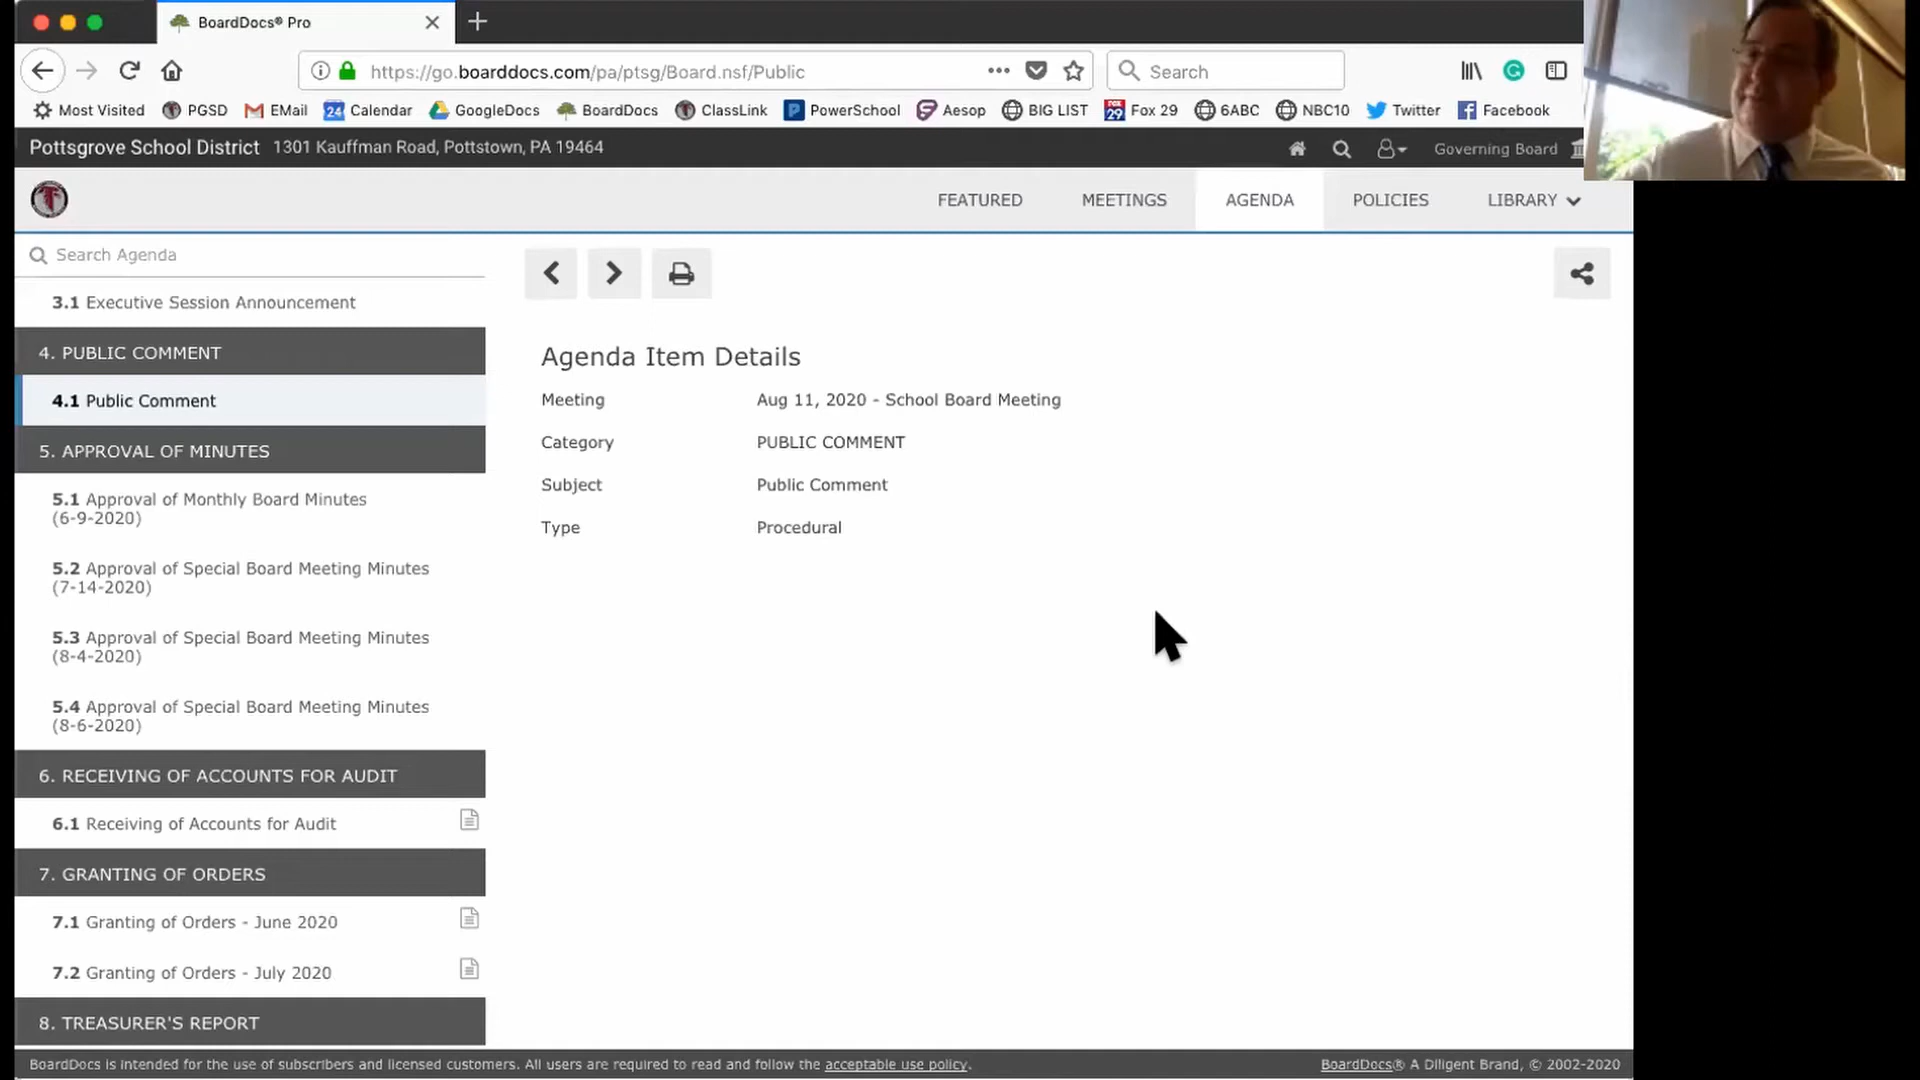 BoardDocs® Pro
https://go.boarddocs.com/pa/ptsg/Board.nsf/Public
Search
Most Visited PGSD EMail 24 Calendar GoogleDocs BoardDocs ClassLink PowerSchool Aesop BIG LIST FOX 29 Fox 29 6ABC NBC10 Twitter Facebook
Pottsgrove School District 1301 Kauffman Road, Pottstown, PA 19464
Governing Board
FEATURED MEETINGS AGENDA POLICIES LIBRARY
Search Agenda
3.1 Executive Session Announcement
4. PUBLIC COMMENT
4.1 Public Comment
5. APPROVAL OF MINUTES
5.1 Approval of Monthly Board Minutes
(6-9-2020)
5.2 Approval of Special Board Meeting Minutes
(7-14-2020)
5.3 Approval of Special Board Meeting Minutes
(8-4-2020)
5.4 Approval of Special Board Meeting Minutes
(8-6-2020)
6. RECEIVING OF ACCOUNTS FOR AUDIT
6.1 Receiving of Accounts for Audit
7. GRANTING OF ORDERS
7.1 Granting of Orders - June 2020
7.2 Granting of Orders - July 2020
8. TREASURER'S REPORT
Agenda Item Details
Meeting Aug 11, 2020 - School Board Meeting
Category PUBLIC COMMENT
Subject Public Comment
Type Procedural
BoardDocs is intended for the use of subscribers and licensed customers. All users are required to read and follow the acceptable use policy.
BoardDocs® A Diligent Brand, © 2002-2020